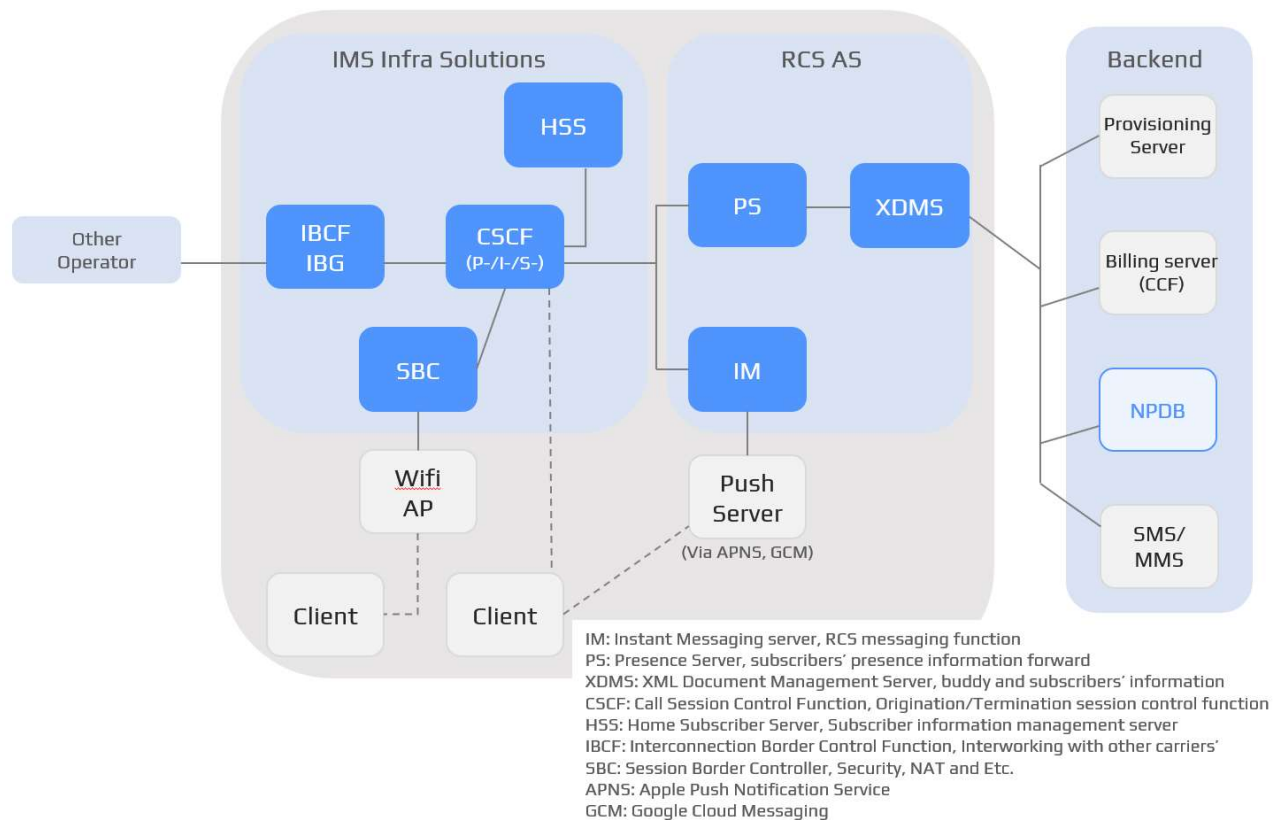 IMS Infra Solutions
RCS AS
Backend
HSS
Provisioning
Server
PS
XDMS
Other
Operator
IBCF
IBG
CSCF
(P-/I-/S-)
Billing server
(CCF)
SBC
IM
NPDB
Wifi
AP
Push
Server
(Via APNS, GCM)
SMS/
MMS
Client
Client
IM: Instant Messaging server, RCS messaging function
PS: Presence Server, subscribers' presence information forward
XDMS: XML Document Management Server, buddy and subscribers' information
CSCF: Call Session Control Function, Origination/Termination session control function
HSS: Home Subscriber Server, Subscriber information management server
IBCF: Interconnection Border Control Function, Interworking with other carriers'
SBC: Session Border Controller, Security, NAT and Etc.
APNS: Apple Push Notification Service
GCM: Google Cloud Messaging